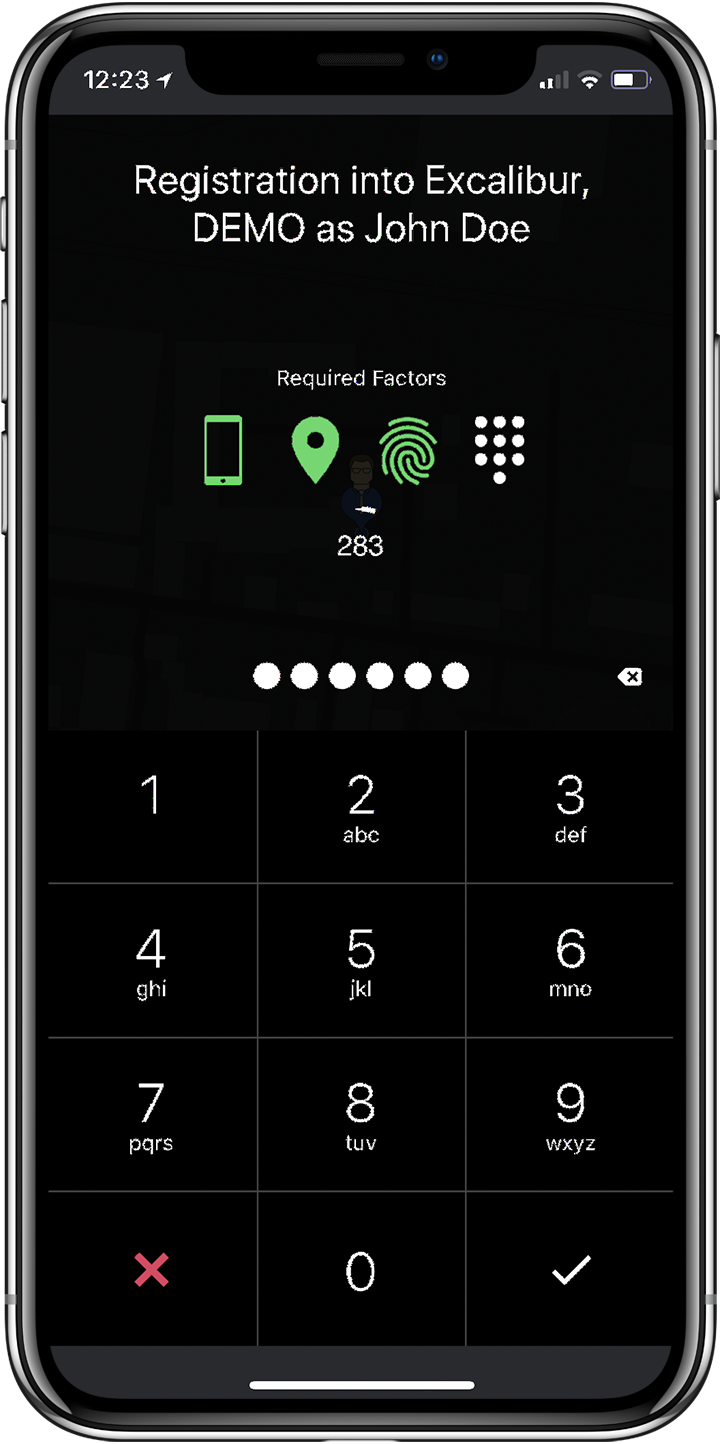 12:23
Registration into Excalibur,
DEMO as John Doe
Required Factors
283
1
2
3
abc
def
4
5
6
ghi
jkl
mno
7
8
9
pqrs
tuv
wxyz
0